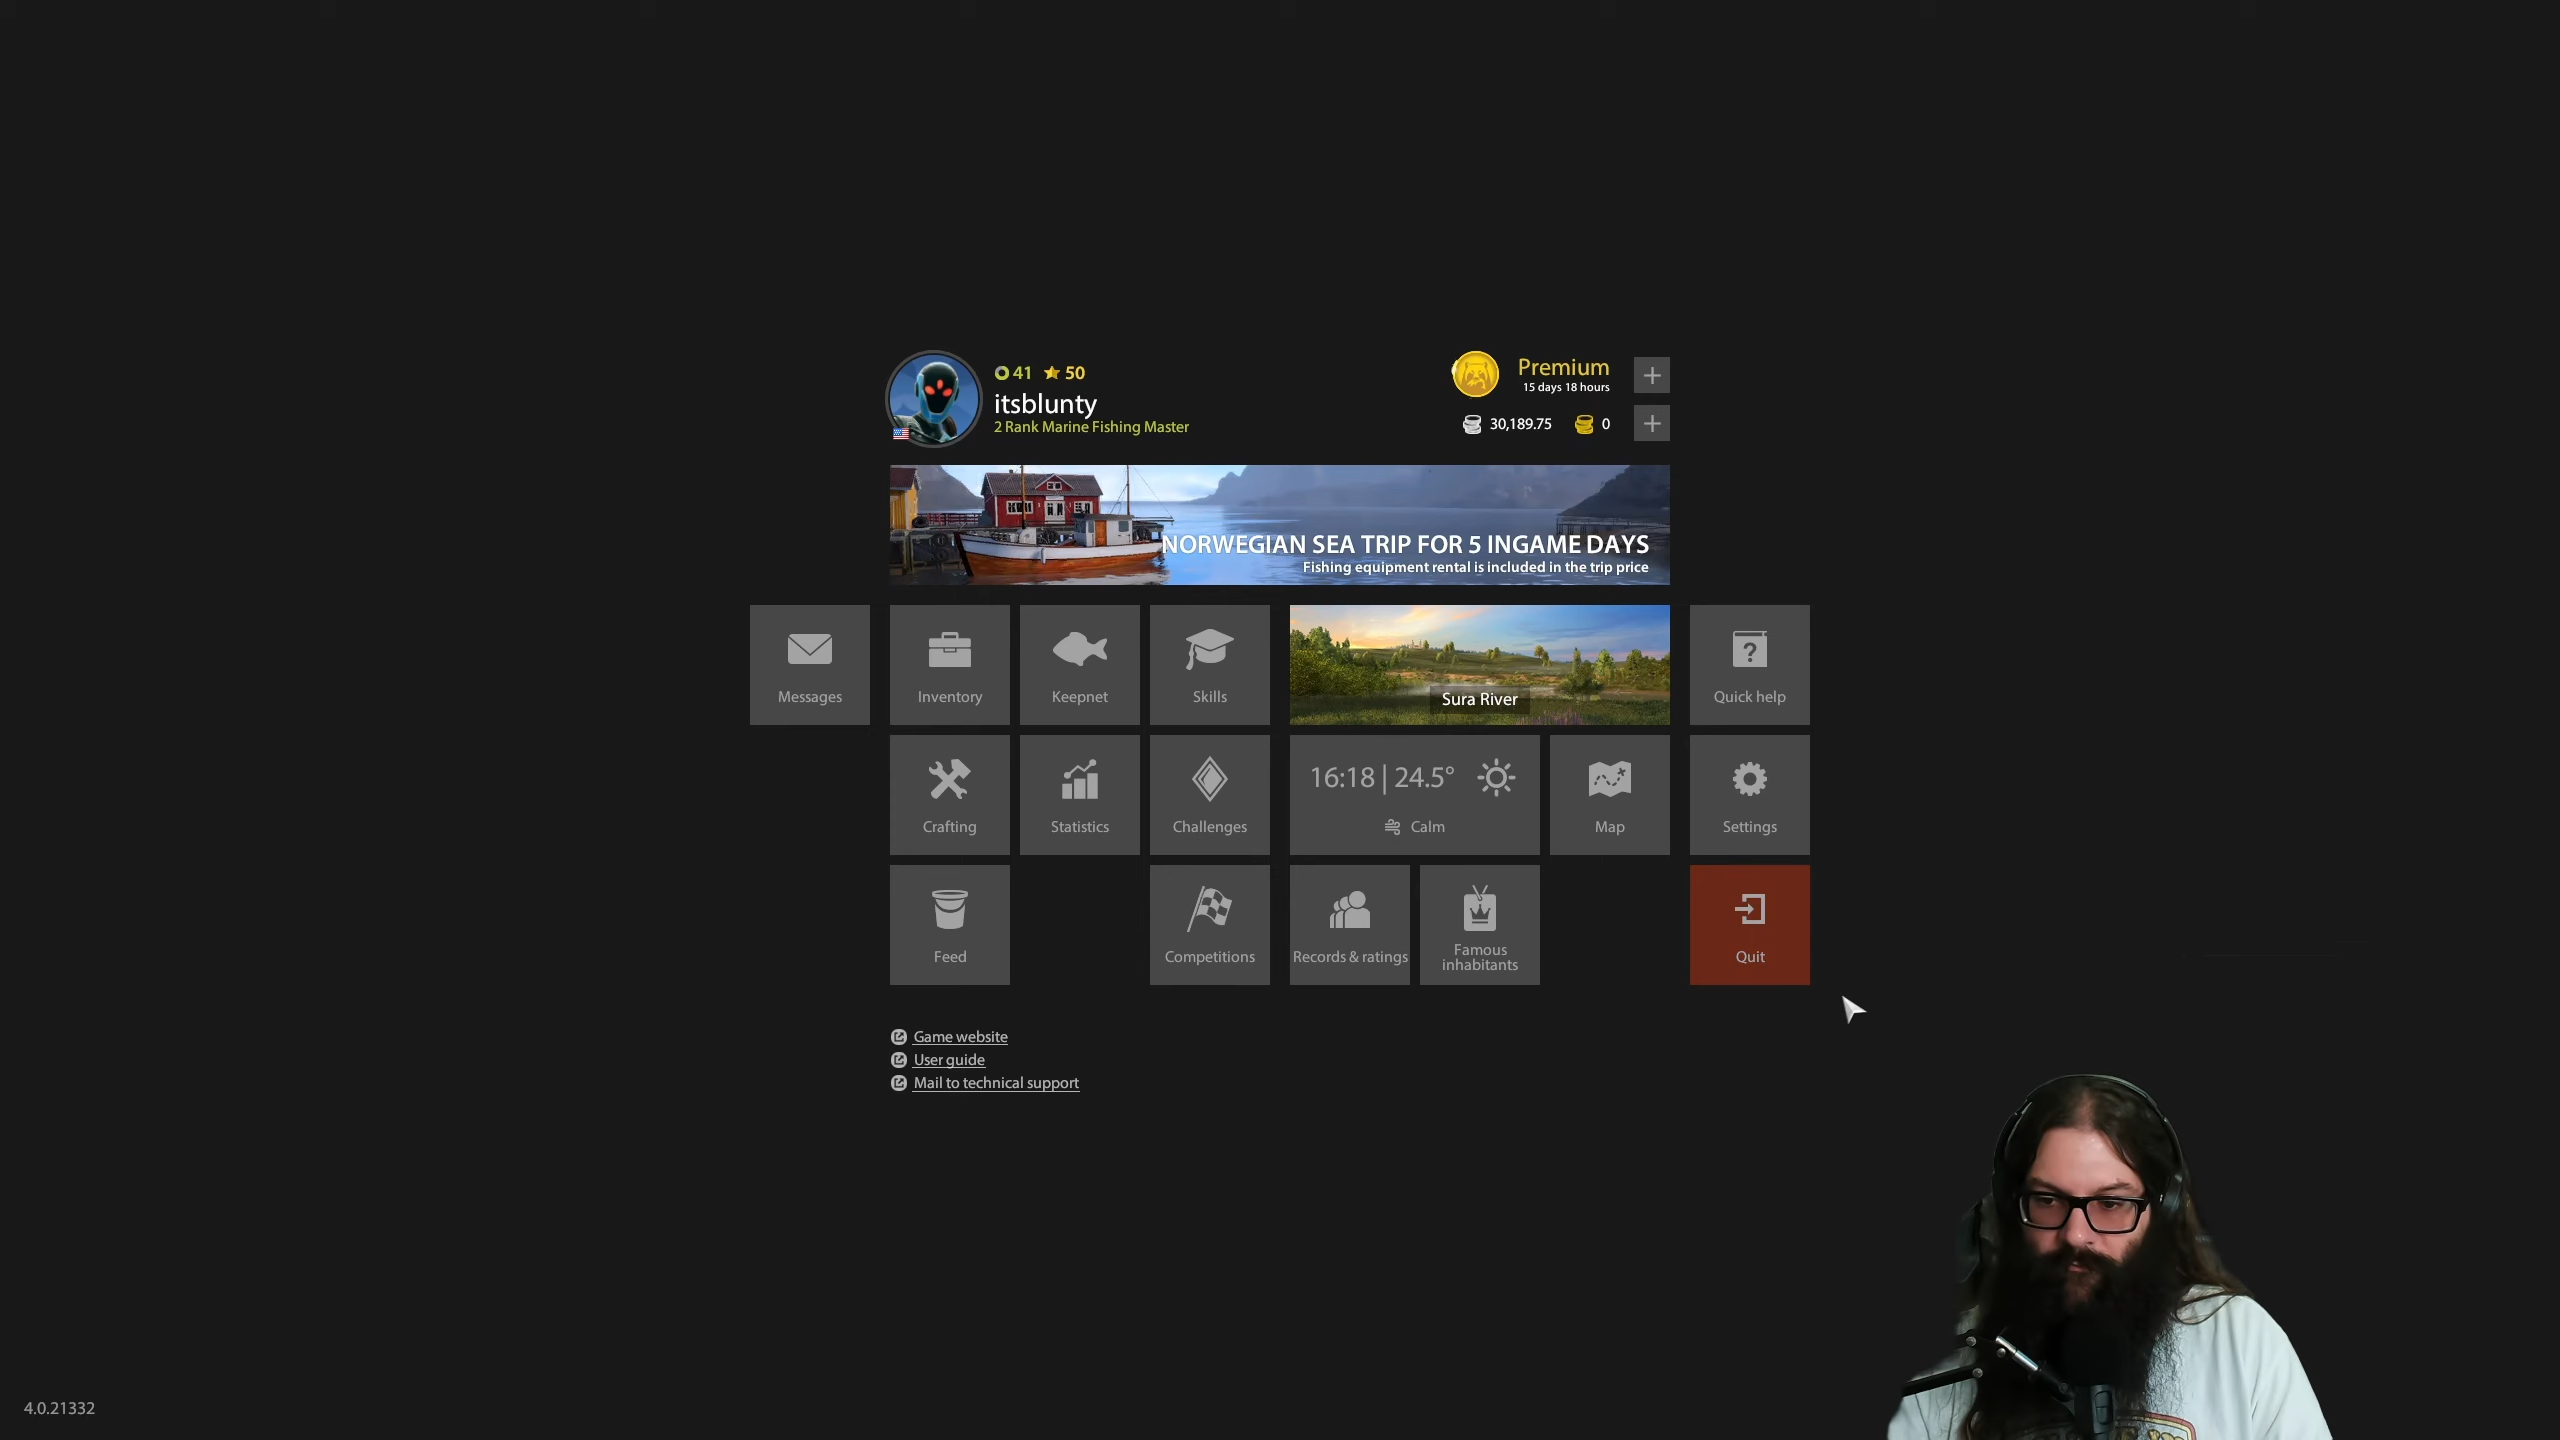 41 50
itsblunty
2 Rank Marine Fishing Master
Premium
15 days 18 hours
30,189.75 0
NORWEGIAN SEA TRIP FOR 5 INGAME DAYS
Fishing equipment rental is included in the trip price
Messages
Inventory
Keepnet
Skills
Sura River
Quick help
Crafting
Statistics
Challenges
16:18 | 24.5°
Calm
Map
Settings
Feed
Competitions
Records & ratings
Famous
inhabitants
Quit
Game website
User guide
Mail to technical support
4.0.21332